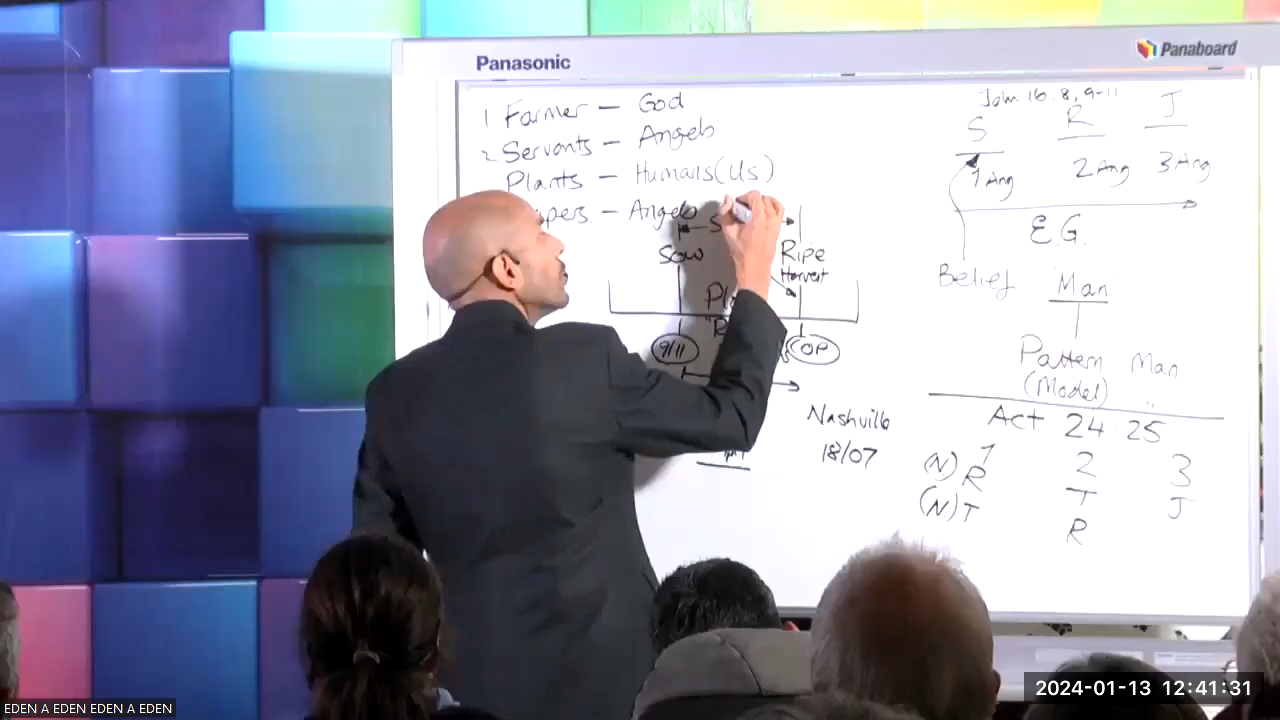 Panasonic
Panaboard
1 Farmer — God
2 Servants — Angels
Plants — Humans (Us)
Angels
Sow
Ripe
Harvest
9/11
COP
Nashville
18/07
John 16. 8, 9-11
S R J
1 Ang 2 Ang 3 Ang
E.G.
Belief Man
Pattern Man
(Model) "
Act 24 25
1 2 3
(N) R T J
(N) T R
EDEN A EDEN EDEN A EDEN
2024-01-13 12:41:31